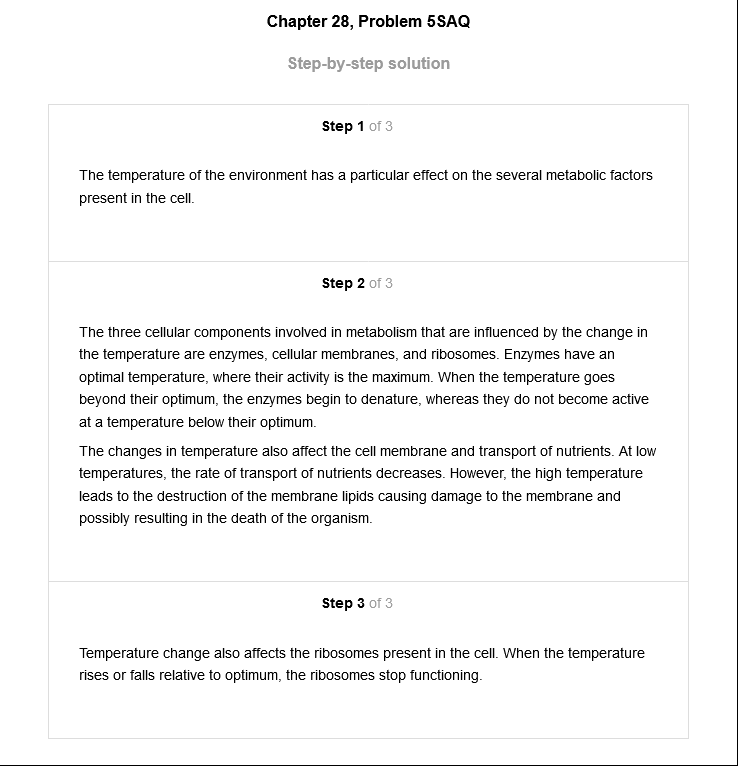 Chapter 28, Problem 5SAQ
Step-by-step solution
Step 1 of 3
The temperature of the environment has a particular effect on the several metabolic factors
present in the cell.
Step 2 of 3
The three cellular components involved in metabolism that are influenced by the change in
the temperature are enzymes, cellular membranes, and ribosomes. Enzymes have an
optimal temperature, where their activity is the maximum. When the temperature goes
beyond their optimum, the enzymes begin to denature, whereas they do not become active
at a temperature below their optimum.
The changes in temperature also affect the cell membrane and transport of nutrients. At low
temperatures, the rate of transport of nutrients decreases. However, the high temperature
leads to the destruction of the membrane lipids causing damage to the membrane and
possibly resulting in the death of the organism.
Step 3 of 3
Temperature change also affects the ribosomes present in the cell. When the temperature
rises or falls relative to optimum, the ribosomes stop functioning.